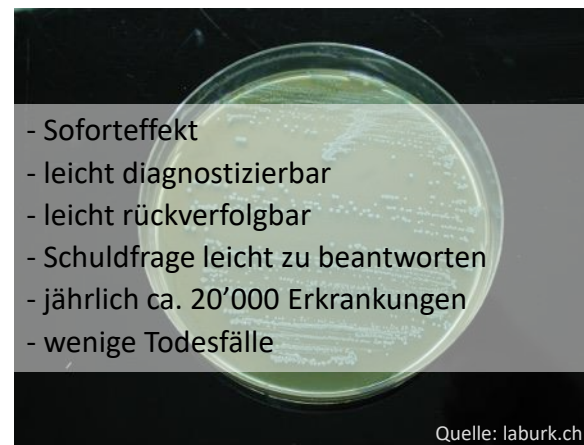 - Soforteffekt
- leicht diagnostizierbar
- leicht rückverfolgbar
- Schuldfrage leicht zu beantworten
- jährlich ca. 20’000 Erkrankungen
- wenige Todesfälle
Quelle: laburk.ch